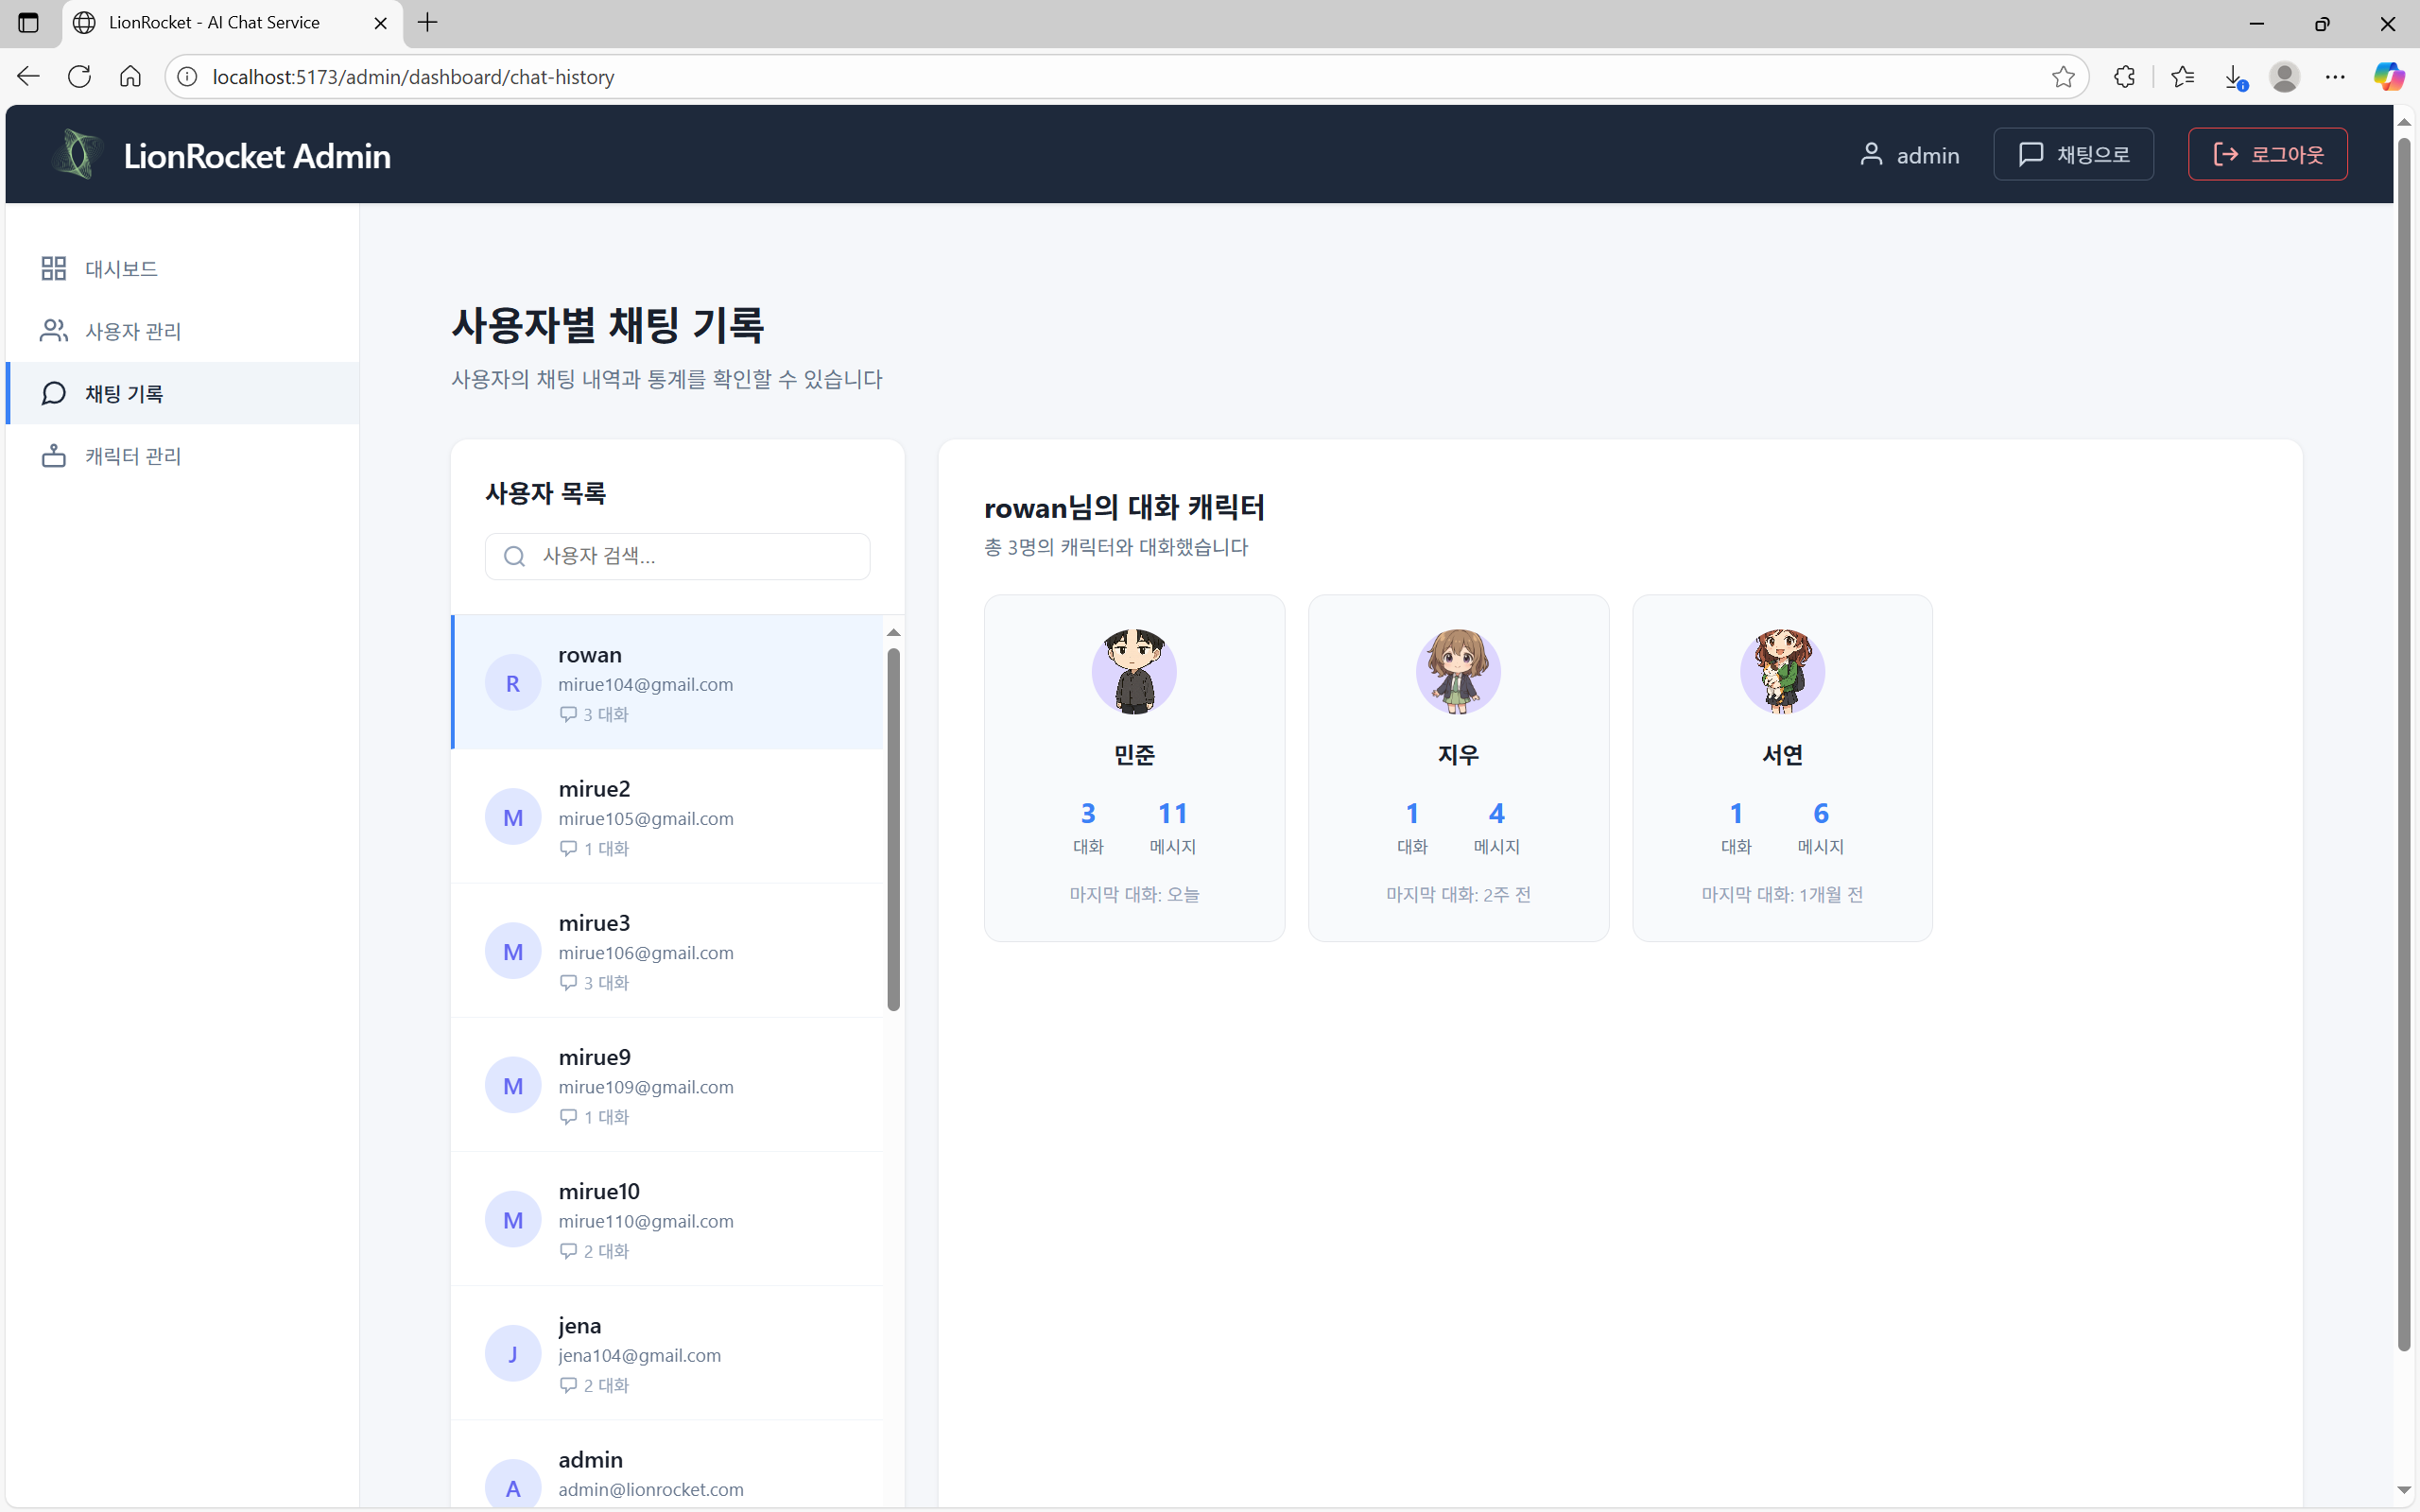 LionRocket - AI Chat Service
localhost:5173/admin/dashboard/chat-history
LionRocket Admin
admin
채팅으로
로그아웃
대시보드
사용자 관리
채팅 기록
캐릭터 관리
사용자별 채팅 기록
사용자의 채팅 내역과 통계를 확인할 수 있습니다
사용자 목록
사용자 검색...
R
rowan
mirue104@gmail.com
3 대화
M
mirue2
mirue105@gmail.com
1 대화
M
mirue3
mirue106@gmail.com
3 대화
M
mirue9
mirue109@gmail.com
1 대화
M
mirue10
mirue110@gmail.com
2 대화
J
jena
jena104@gmail.com
2 대화
A
admin
admin@lionrocket.com
rowan님의 대화 캐릭터
총 3명의 캐릭터와 대화했습니다
민준
3 11
대화 메시지
마지막 대화: 오늘
지우
1 4
대화 메시지
마지막 대화: 2주 전
서연
1 6
대화 메시지
마지막 대화: 1개월 전